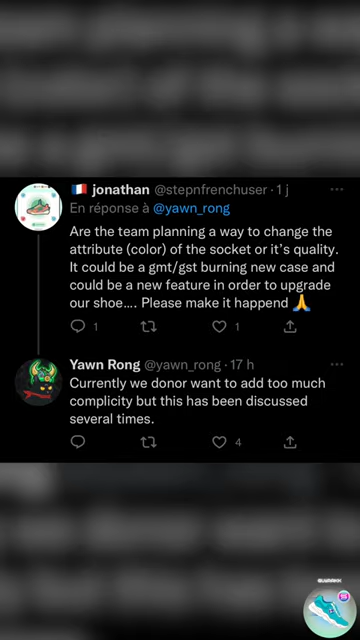 🇫🇷 jonathan @stepnfrenchuser · 1 j
En réponse à @yawn_rong
Are the team planning a way to change the
attribute (color) of the socket or it's quality.
It could be a gmt/gst burning new case and
could be a new feature in order to upgrade
our shoe.... Please make it happend 🙏
1 1
Yawn Rong @yawn_rong · 17 h
Currently we donor want to add too much
complicity but this has been discussed
several times.
4